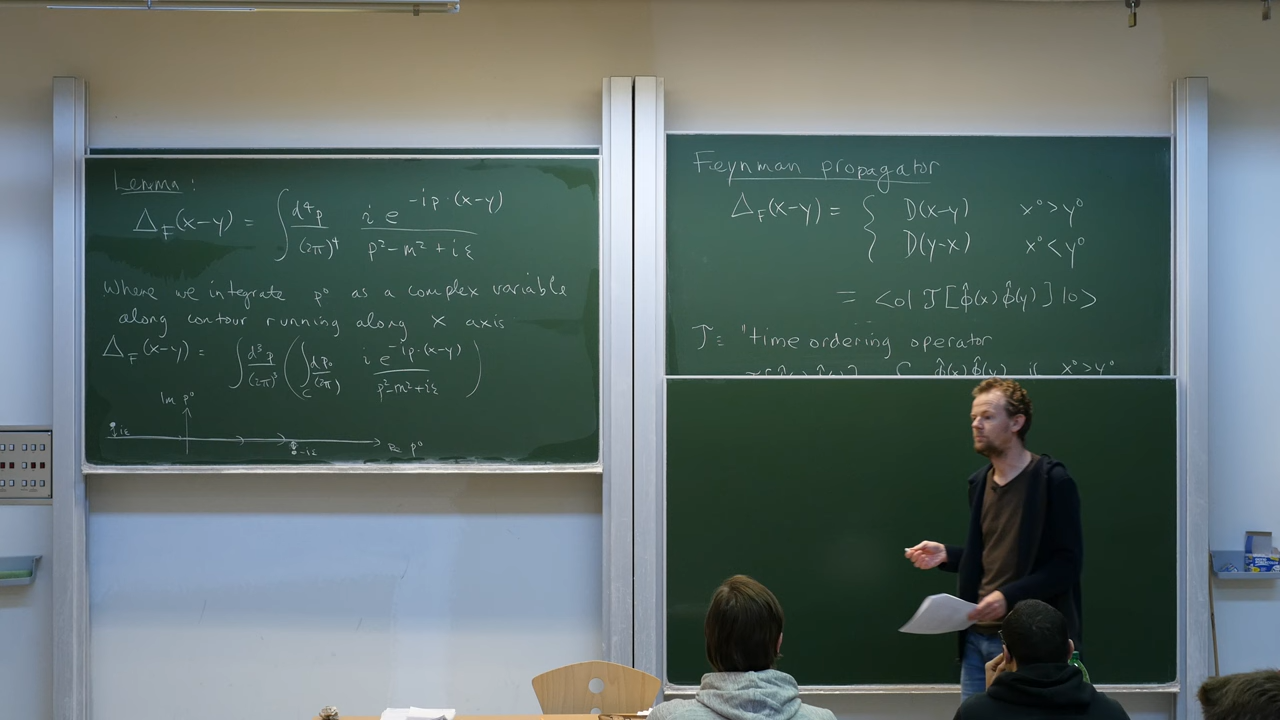 Lemma:
Δ_F(x-y) = ∫ d⁴p/(2π)⁴ i e^{-ip·(x-y)}/(p²-m²+iε)
Where we integrate p⁰ as a complex variable
along contour running along X axis
Δ_F(x-y) = ∫ d³p/(2π)³ ( ∫_C dp⁰/(2π) i e^{-ip·(x-y)}/(p²-m²+iε) )
Im p⁰
iε
-iε
Re p⁰
Feynman propagator
Δ_F(x-y) = { D(x-y) x⁰>y⁰
D(y-x) x⁰<y⁰
= <0| T[φ̂(x)φ̂(y)] |0>
T = "time ordering operator
φ̂(x)φ̂(y) if x⁰>y⁰